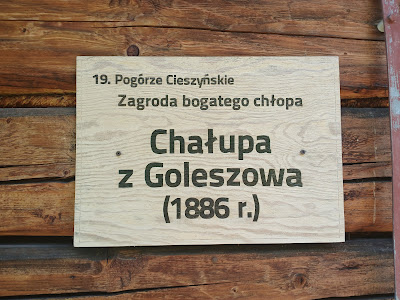 19. Pogórze Cieszyńskie
Zagroda bogatego chłopa
Chałupa
z Goleszowa
(1886 r.)